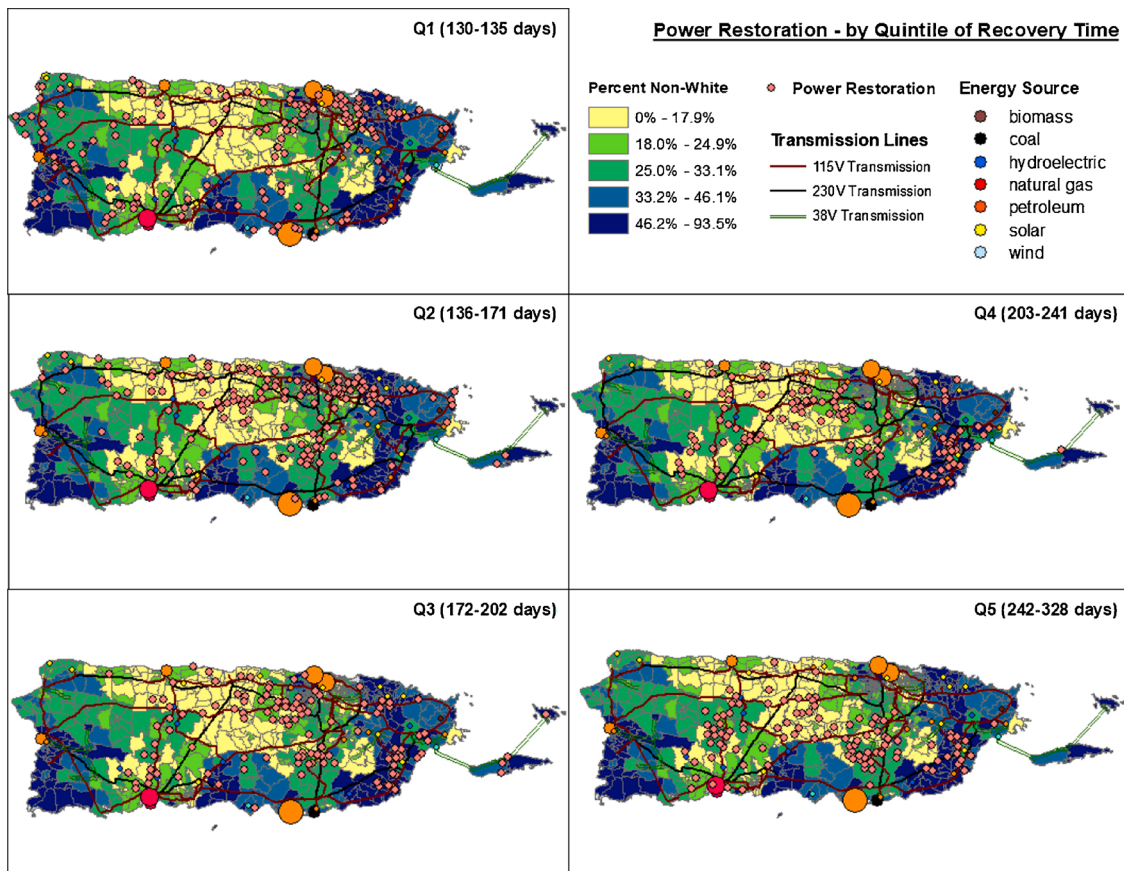 Q1 (130-135 days)
Power Restoration - by Quintile of Recovery Time
Percent Non-White
0% - 17.9%
18.0% - 24.9%
25.0% - 33.1%
33.2% - 46.1%
46.2% - 93.5%
Power Restoration
Transmission Lines
115V Transmission
230V Transmission
38V Transmission
Energy Source
biomass
coal
hydroelectric
natural gas
petroleum
solar
wind
Q2 (136-171 days)
Q4 (203-241 days)
Q3 (172-202 days)
Q5 (242-328 days)